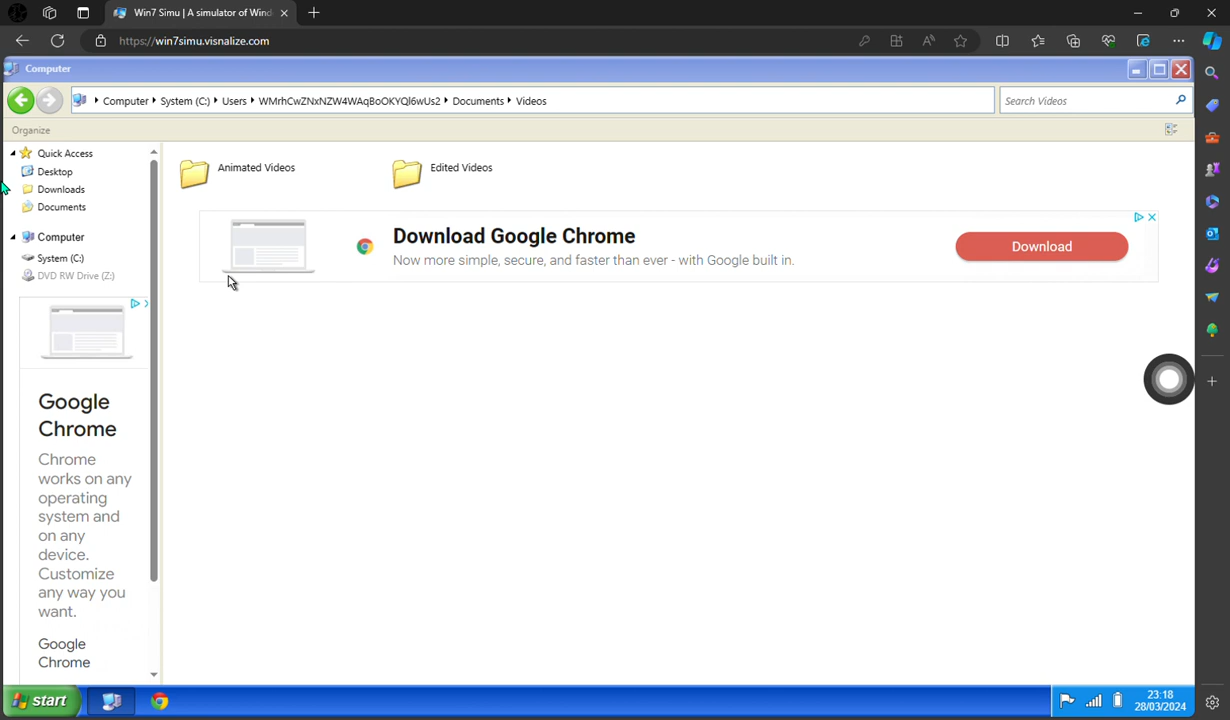 Win7 Simu | A simulator of Wind
https://win7simu.visnalize.com
Computer
Computer System (C:) Users WMrhCwZNxNZW4WAqBoOKYQl6wUs2 Documents Videos
Search Videos
Organize
Quick Access
Desktop
Downloads
Documents
Computer
System (C:)
DVD RW Drive (Z:)
Animated Videos
Edited Videos
Download Google Chrome
Now more simple, secure, and faster than ever - with Google built in.
Download
Google
Chrome
Chrome
works on any
operating
system and
on any
device.
Customize
any way you
want.
Google
Chrome
start
23:18
28/03/2024